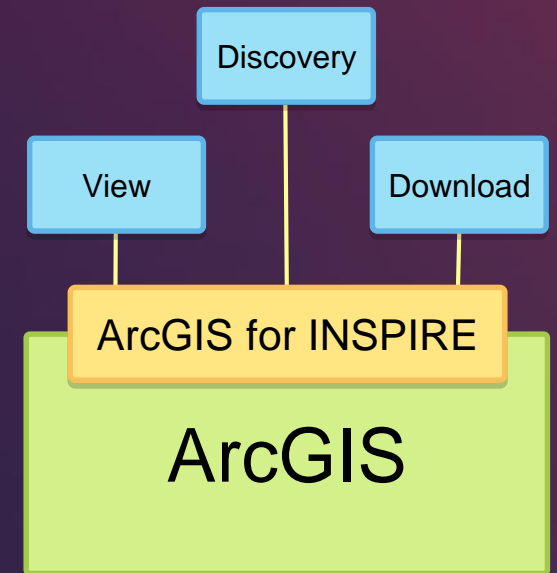 Discovery
View
Download
ArcGIS for INSPIRE
ArcGIS